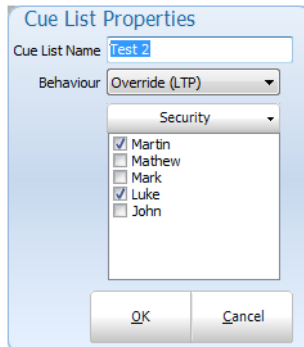 Cue List Properties
Cue List Name Test 2
Behaviour Override (LTP)
Security
Martin
Mathew
Mark
Luke
John
OK Cancel